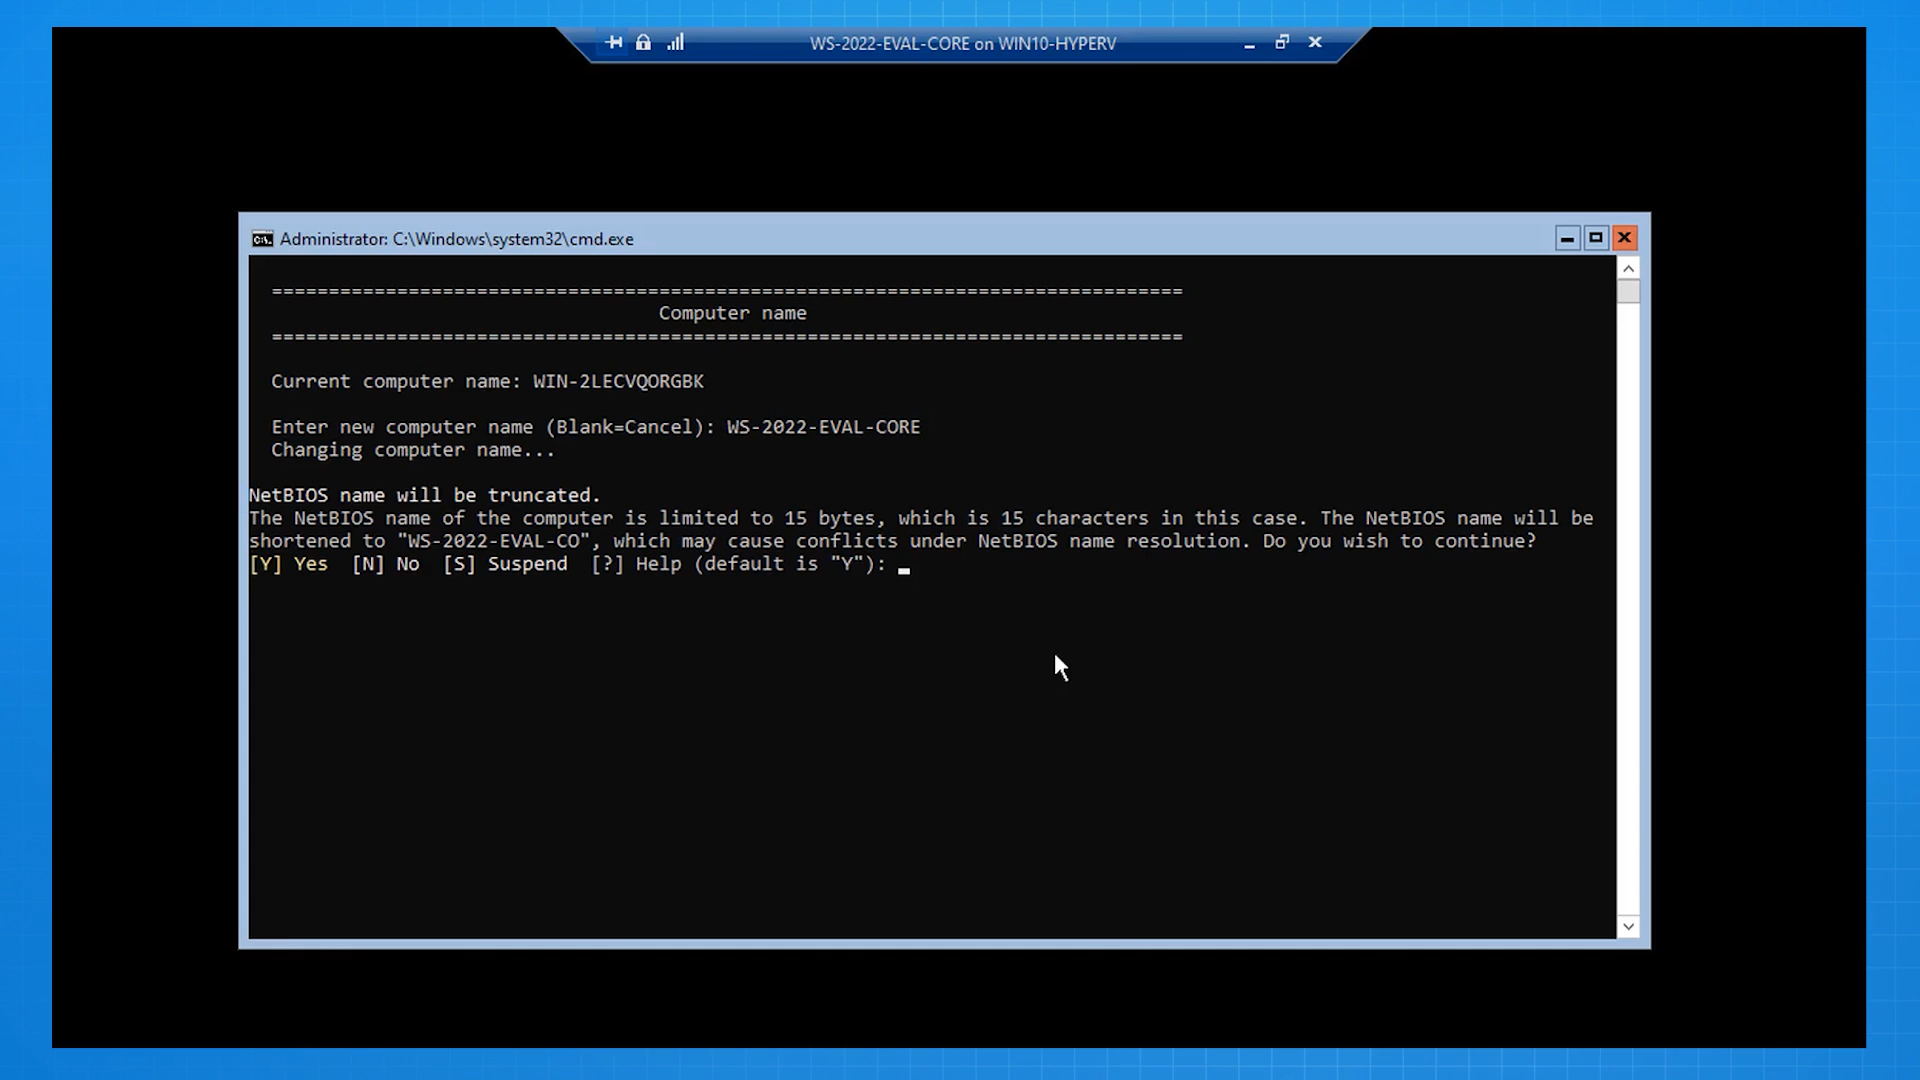 WS-2022-EVAL-CORE on WIN10-HYPERV
Administrator: C:\Windows\system32\cmd.exe
================================================================================
Computer name
================================================================================
Current computer name: WIN-2LECVQORGBK
Enter new computer name (Blank=Cancel): WS-2022-EVAL-CORE
Changing computer name...
NetBIOS name will be truncated.
The NetBIOS name of the computer is limited to 15 bytes, which is 15 characters in this case. The NetBIOS name will be
shortened to "WS-2022-EVAL-CO", which may cause conflicts under NetBIOS name resolution. Do you wish to continue?
[Y] Yes  [N] No  [S] Suspend  [?] Help (default is "Y"):